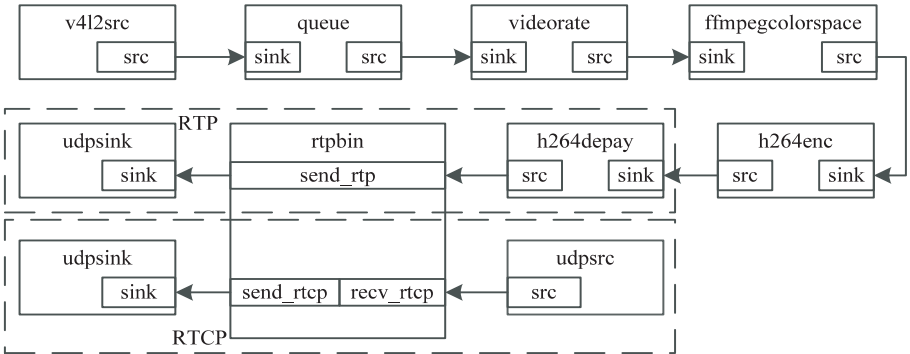 v4l2src
queue
videorate
ffmpegcolorspace
src
sink
src
sink
src
sink
src
RTP
udpsink
rtpbin
h264depay
h264enc
sink
send_rtp
src
sink
src
sink
udpsink
udpsrc
sink
send_rtcp
recv_rtcp
src
RTCP